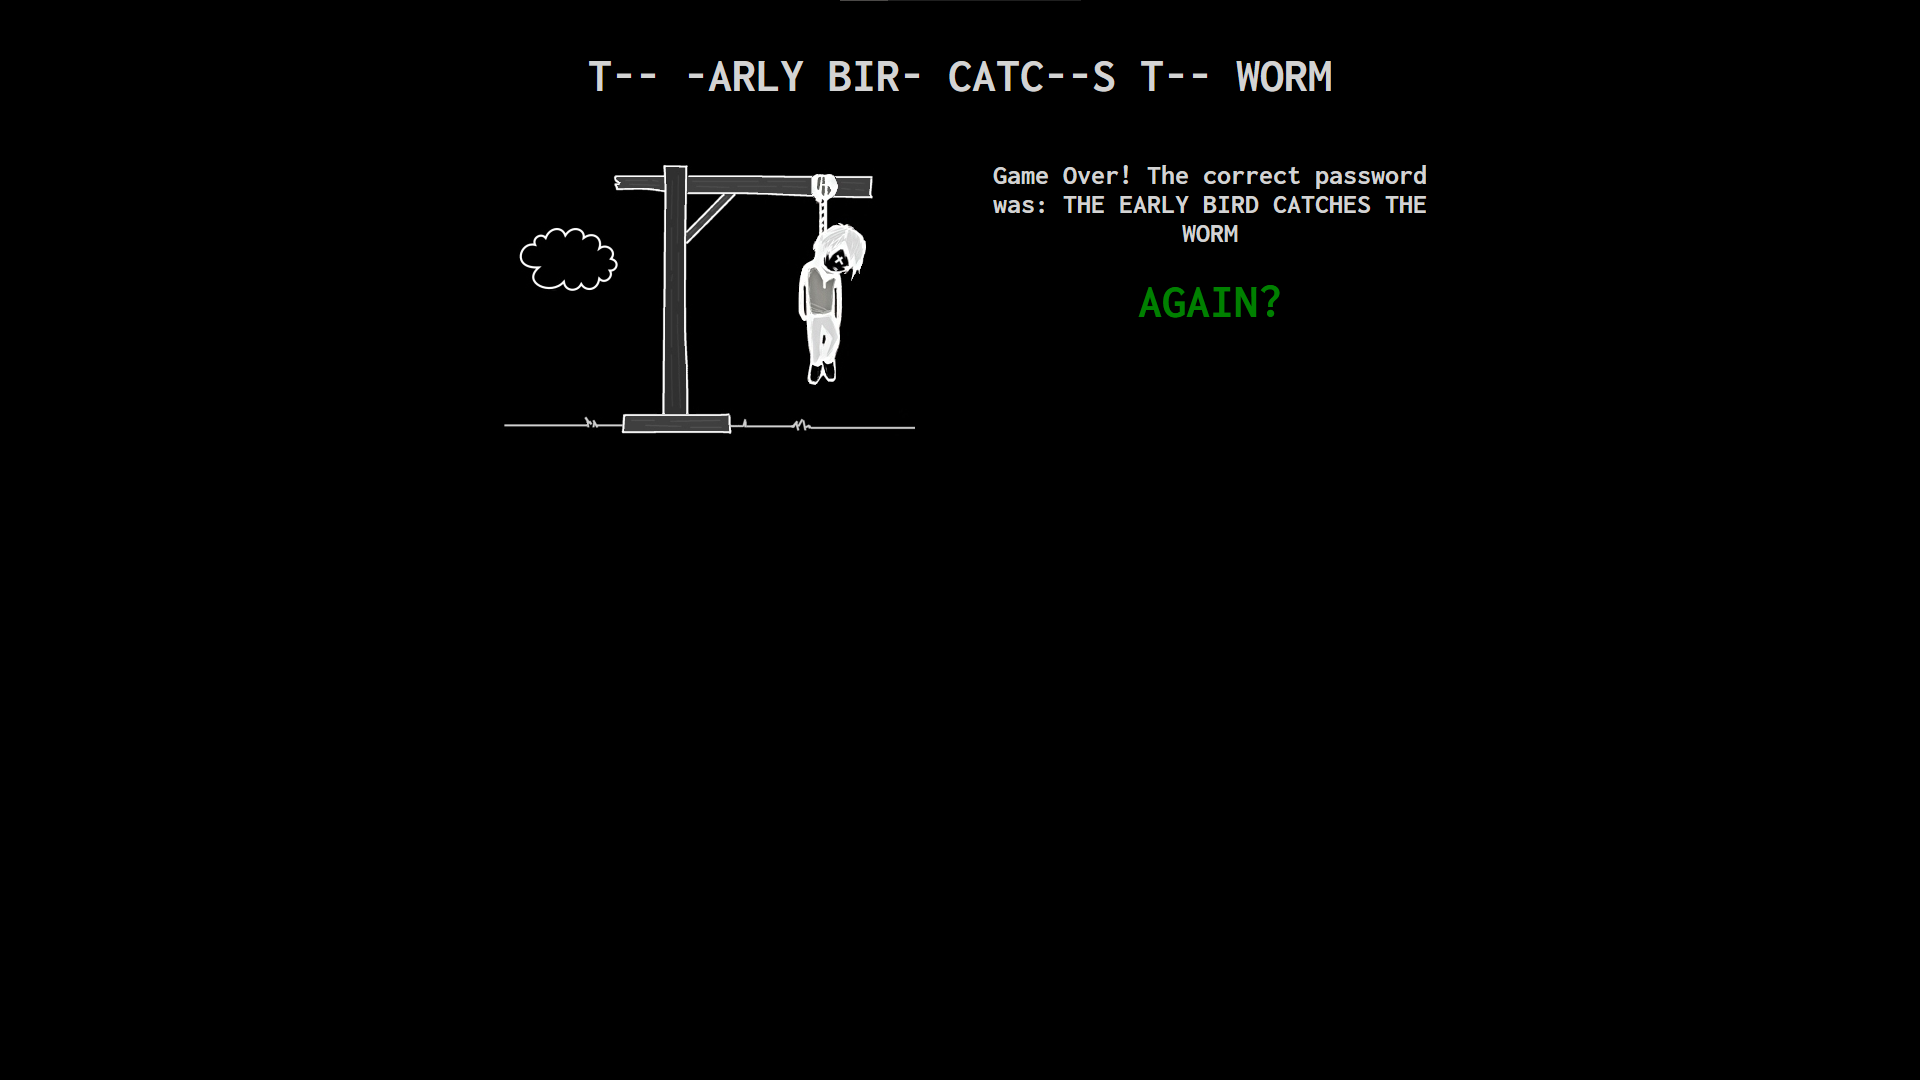 T-- -ARLY BIR- CATC--S T-- WORM
Game Over! The correct password
was: THE EARLY BIRD CATCHES THE
WORM
AGAIN?